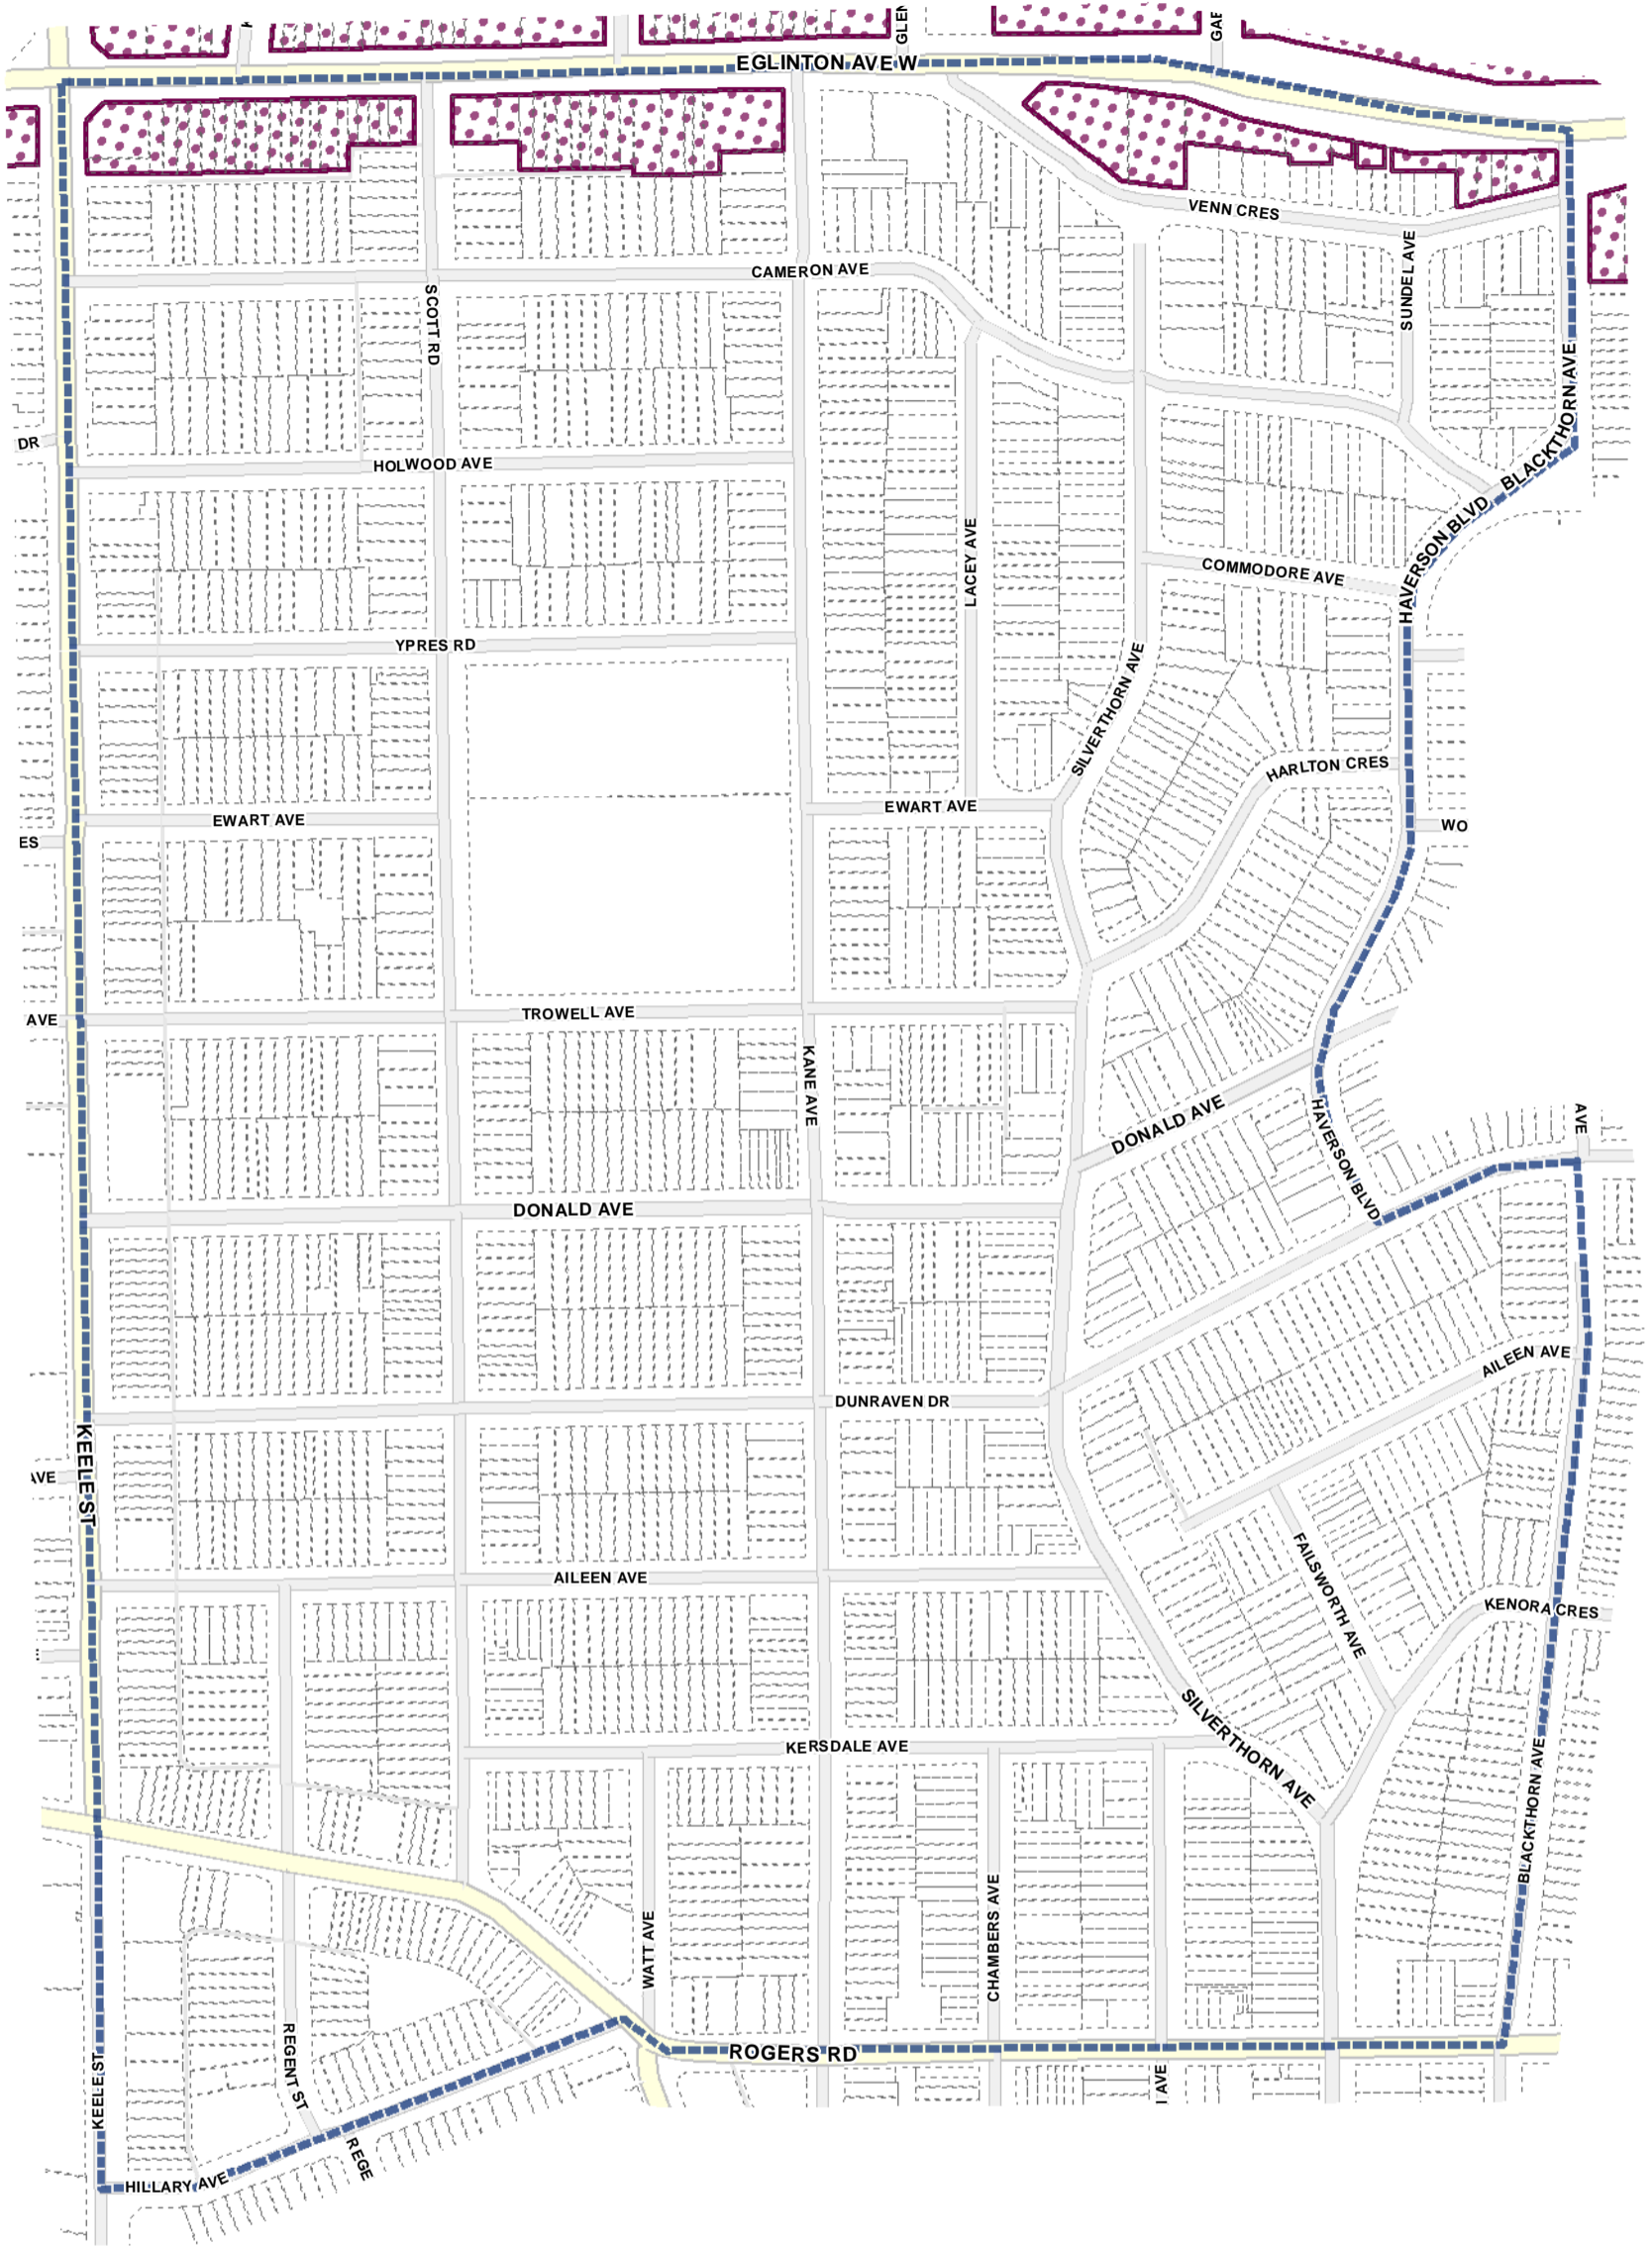 GLEN
GAE
EGLINTON AVE W
VENN CRES
CAMERON AVE
SUNDEL AVE
SCOTT RD
BLACKTHORN AVE
DR
HOLWOOD AVE
HAVERSON BLVD
LACEY AVE
COMMODORE AVE
YPRES RD
SILVERTHORN AVE
HARLTON CRES
EWART AVE
EWART AVE
WO
ES
TROWELL AVE
AVE
KANE AVE
DONALD AVE
HAVERSON BLVD
AVE
DONALD AVE
AILEEN AVE
DUNRAVEN DR
KEELE ST
AVE
AILEEN AVE
FAILSWORTH AVE
KENORA CRES
SILVERTHORN AVE
KERSDALE AVE
BLACKTHORN AVE
WATT AVE
CHAMBERS AVE
ROGERS RD
REGENT ST
KEELE ST
AVE
REGE
HILLARY AVE